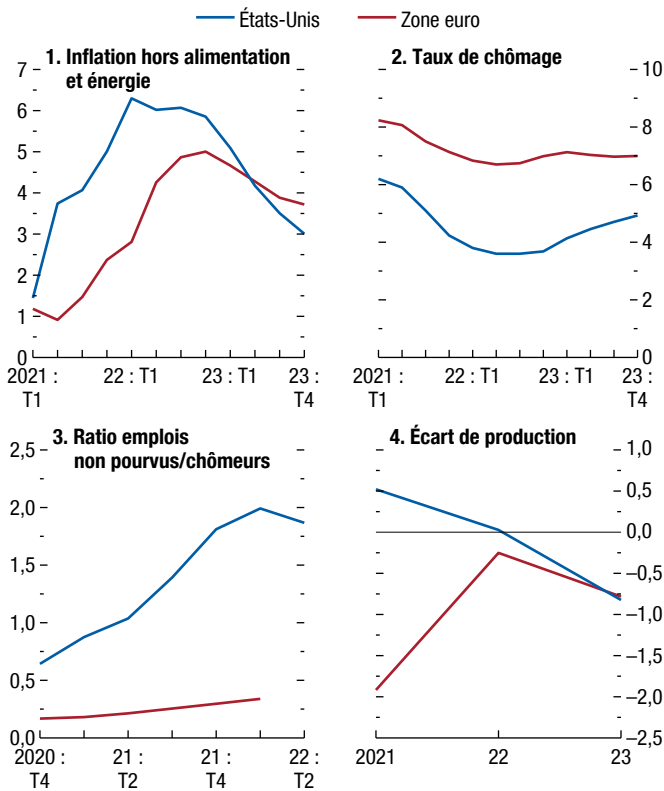 États-Unis
Zone euro
1. Inflation hors alimentation
et énergie
7
6
5
4
3
2
1
0
2021 :
T1
22 : T1
23 : T1
23 :
T4
2. Taux de chômage
10
8
6
4
2
0
2021 :
T1
22 : T1
23 : T1
23 :
T4
3. Ratio emplois
non pourvus/chômeurs
2,5
2,0
1,5
1,0
0,5
0,0
2020 :
T4
21 :
T2
21 :
T4
22 :
T2
4. Écart de production
1,0
0,5
0,0
–0,5
–1,0
–1,5
–2,0
–2,5
2021
22
23